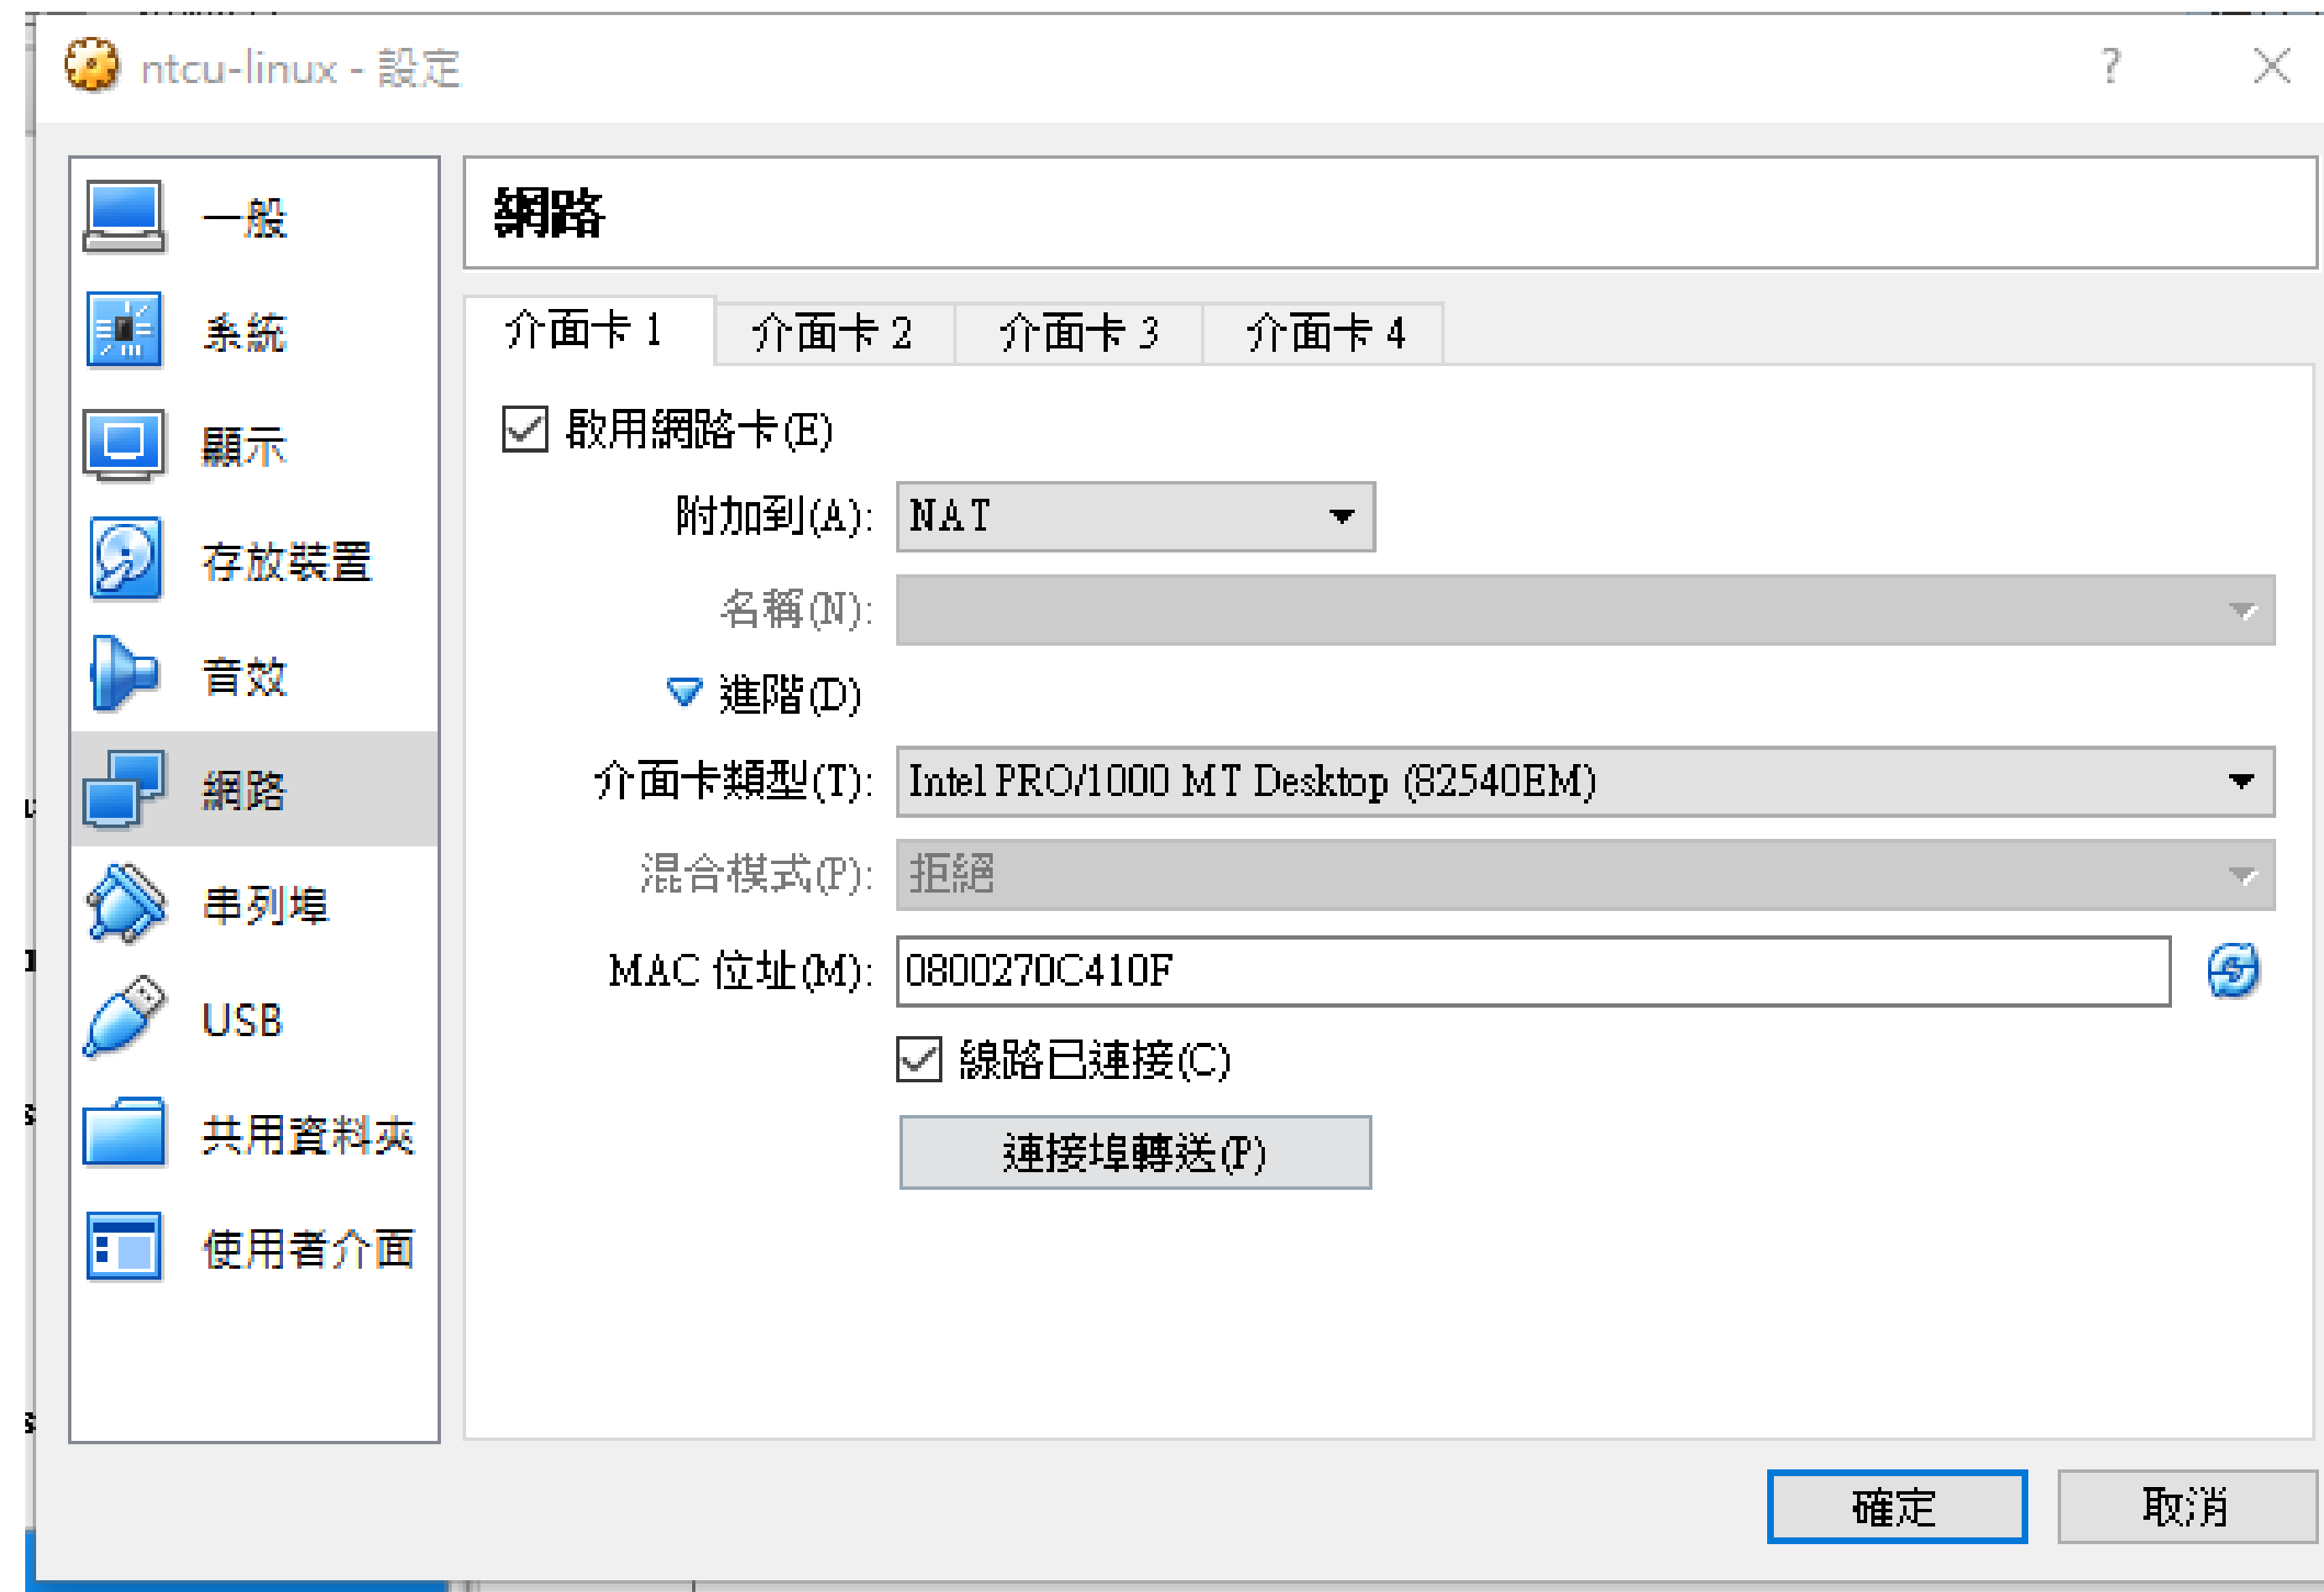 ntcu-linux - 設定
?
一般
系統
顯示
存放裝置
音效
網路
串列埠
USB
共用資料夾
使用者介面
網路
介面卡 1
介面卡 2
介面卡 3
介面卡 4
啟用網路卡(E)
附加到(A): NAT
名稱(N):
進階(D)
介面卡類型(T): Intel PRO/1000 MT Desktop (82540EM)
混合模式(P): 拒絕
MAC 位址(M): 0800270C410F
線路已連接(C)
連接埠轉送(P)
確定
取消